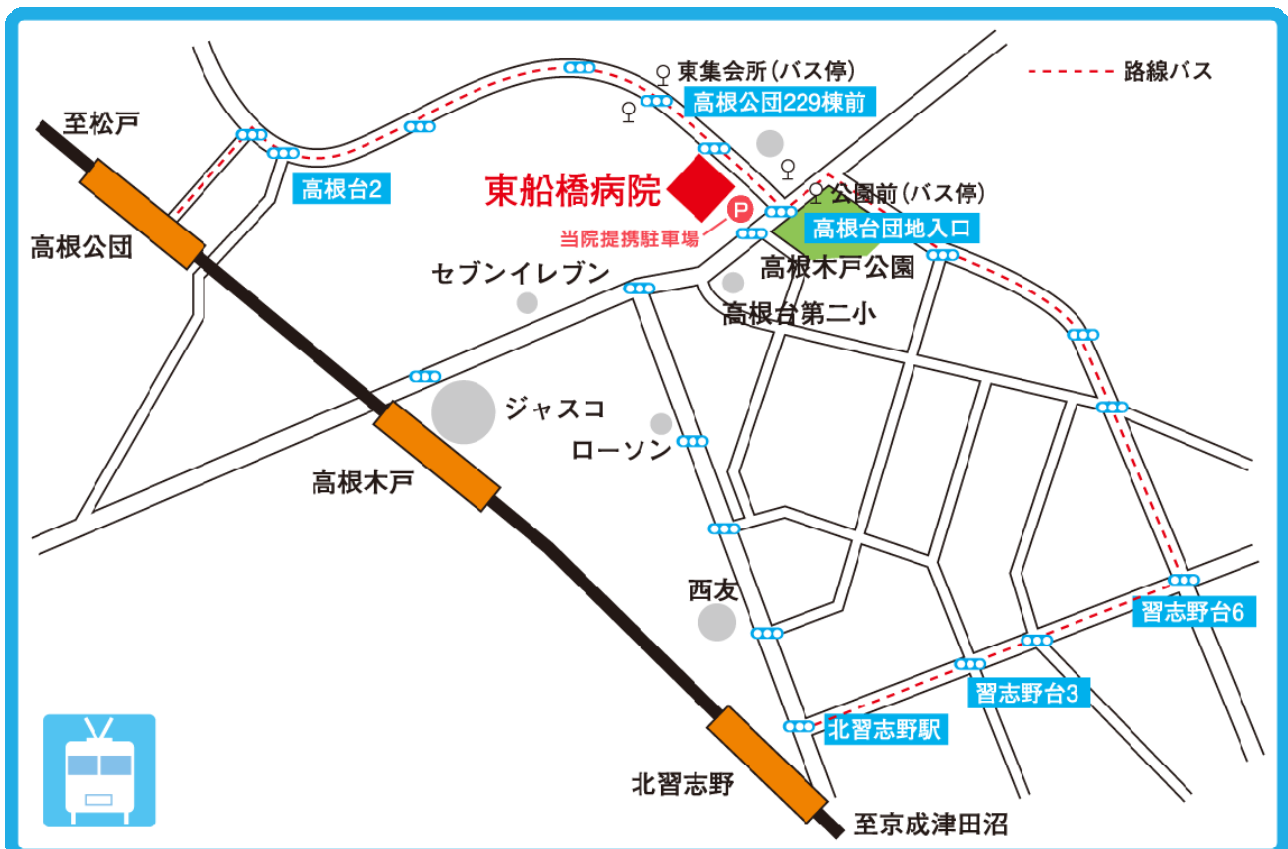 東集会所(バス停)
路線バス
高根公団229棟前
至松戸
高根台2
東船橋病院
P
公園前(バス停)
高根台団地入口
当院提携駐車場
高根公団
セブンイレブン
高根木戸公園
高根台第二小
ジャスコ
ローソン
高根木戸
西友
習志野台6
習志野台3
北習志野駅
北習志野
至京成津田沼